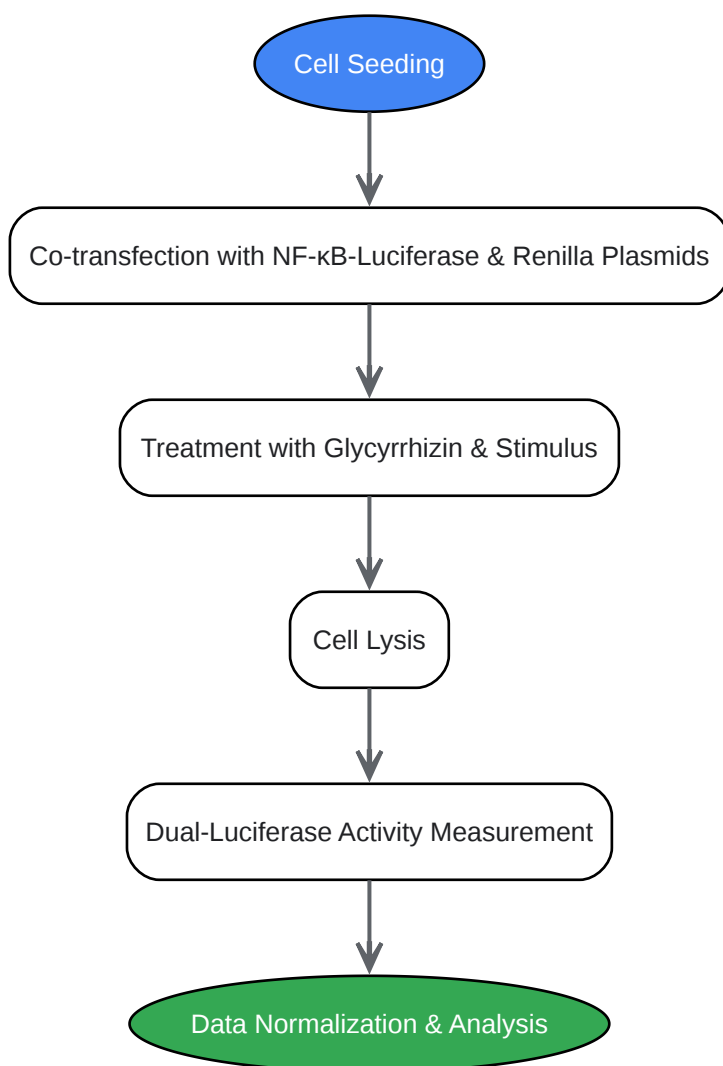 Cell Seeding
Co-transfection with NF-κB-Luciferase & Renilla Plasmids
Treatment with Glycyrrhizin & Stimulus
Cell Lysis
Dual-Luciferase Activity Measurement
Data Normalization & Analysis